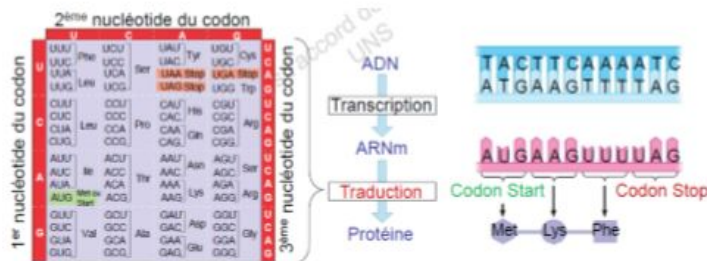 2ème nucléotide du codon
U C A G
1er nucléotide du codon
U
UUU Phe UCU Ser UAU Tyr UGU Cys U
UUC UCC UAC UGC C
UUA Leu UCA UAA Stop UGA Stop A
UUG UCG UAG Stop UGG Trp G
C
CUU Leu CCU Pro CAU His CGU Arg U
CUC CCC CAC CGC C
CUA CCA CAA Gln CGA A
CUG CCG CAG CGG G
A
AUU Ile ACU Thr AAU Asn AGU Ser U
AUC ACC AAC AGC C
AUA ACA AAA Lys AGA Arg A
AUG Met ou Start ACG AAG AGG G
G
GUU Val GCU Ala GAU Asp GGU Gly U
GUC GCC GAC GGC C
GUA GCA GAA Glu GGA A
GUG GCG GAG GGG G
3ème nucléotide du codon
accord de
UNS
ADN
Transcription
ARNm
Traduction
Protéine
TACTTCAAAATC
ATGAAGTTTTAG
AUGAAGUUUUAG
Codon Start Codon Stop
Met Lys Phe